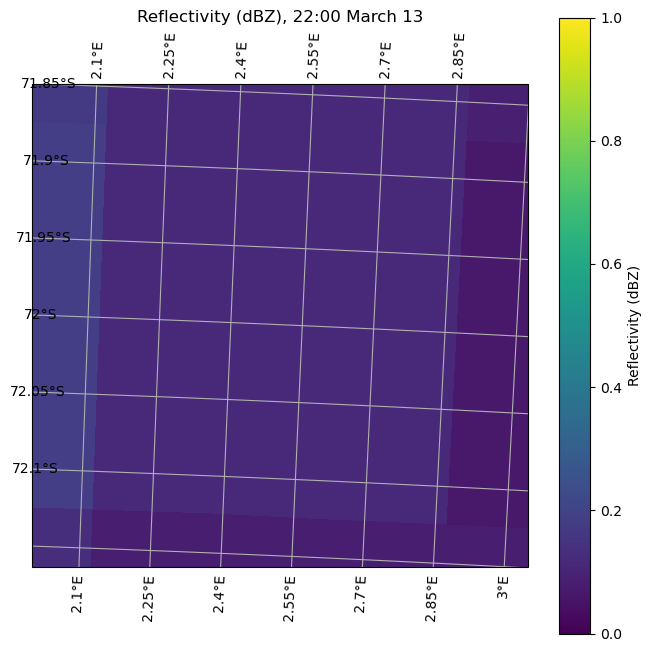 Reflectivity (dBZ), 22:00 March 13
2.1°E 2.25°E 2.4°E 2.55°E 2.7°E 2.85°E
71.85°S
71.9°S
71.95°S
72°S
72.05°S
72.1°S
2.1°E 2.25°E 2.4°E 2.55°E 2.7°E 2.85°E 3°E
1.0
0.8
0.6
0.4
0.2
0.0
Reflectivity (dBZ)